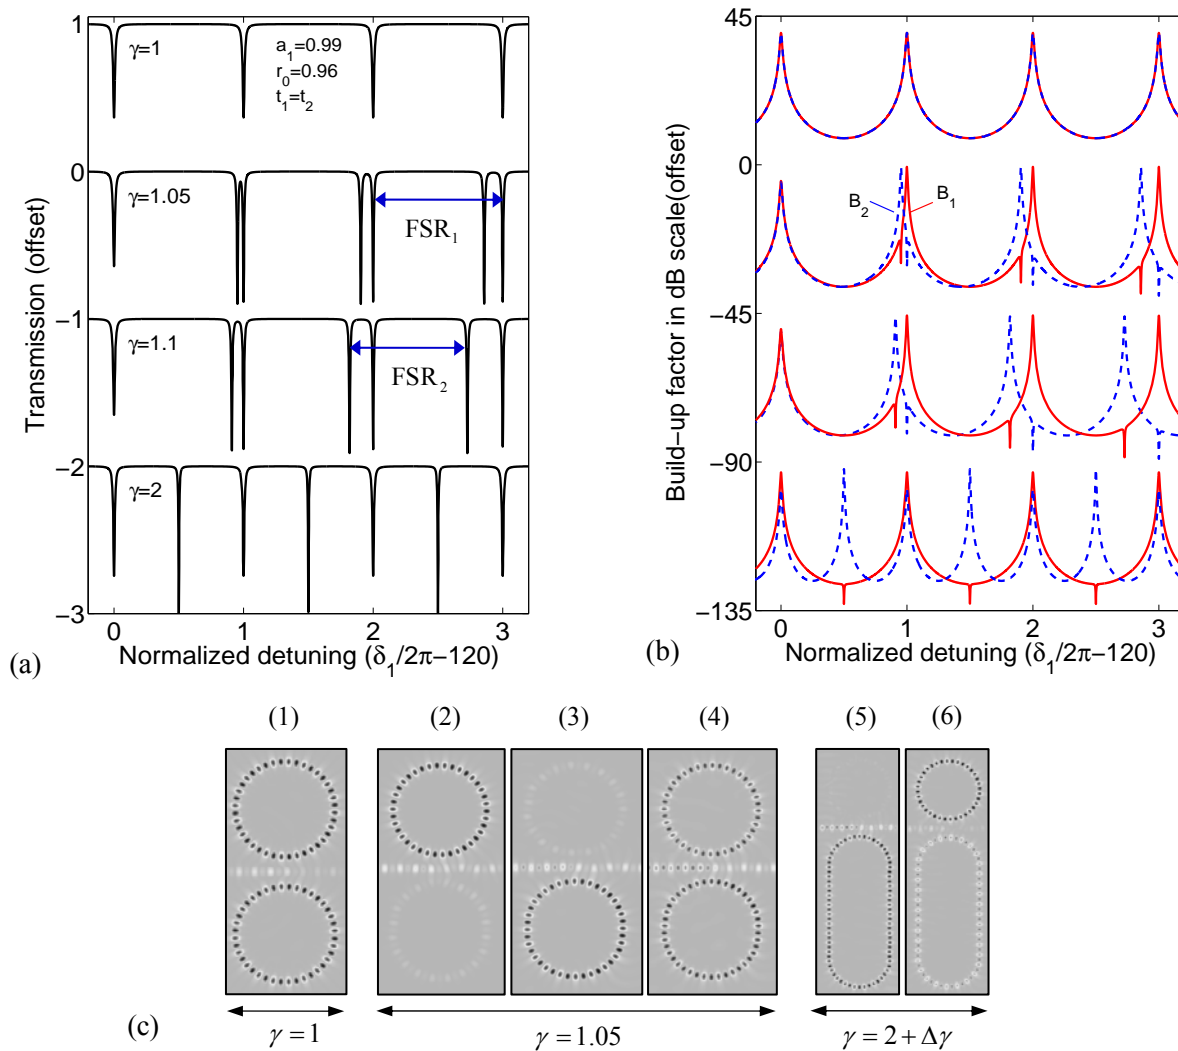 1
0
−1
−2
−3
Transmission (offset)
γ=1
a1=0.99
r0=0.96
t1=t2
γ=1.05
FSR1
γ=1.1
FSR2
γ=2
0 1 2 3
Normalized detuning (δ1/2π−120)
(a)
45
0
−45
−90
−135
Build−up factor in dB scale(offset)
B2
B1
0 1 2 3
Normalized detuning (δ1/2π−120)
(b)
(1) (2) (3) (4) (5) (6)
(c)
γ = 1
γ = 1.05
γ = 2 + Δγ